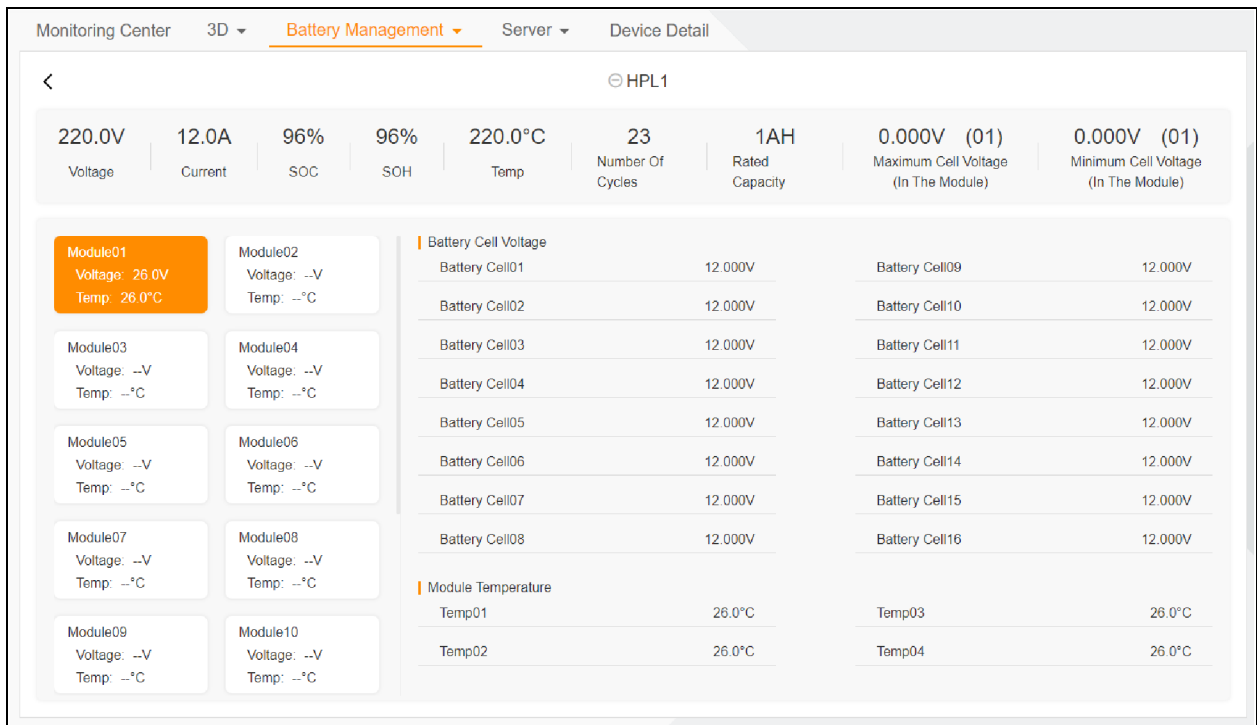 Monitoring Center 3D Battery Management Server Device Detail
HPL1
220.0V 12.0A 96% 96% 220.0°C 23 1AH 0.000V (01) 0.000V (01)
Voltage Current SOC SOH Temp Number Of Cycles Rated Capacity Maximum Cell Voltage (In The Module) Minimum Cell Voltage (In The Module)
Module01
Voltage: 26.0V
Temp: 26.0°C
Module02
Voltage: --V
Temp: --°C
Module03
Voltage: --V
Temp: --°C
Module04
Voltage: --V
Temp: --°C
Module05
Voltage: --V
Temp: --°C
Module06
Voltage: --V
Temp: --°C
Module07
Voltage: --V
Temp: --°C
Module08
Voltage: --V
Temp: --°C
Module09
Voltage: --V
Temp: --°C
Module10
Voltage: --V
Temp: --°C
Battery Cell Voltage
Battery Cell01 12.000V Battery Cell09 12.000V
Battery Cell02 12.000V Battery Cell10 12.000V
Battery Cell03 12.000V Battery Cell11 12.000V
Battery Cell04 12.000V Battery Cell12 12.000V
Battery Cell05 12.000V Battery Cell13 12.000V
Battery Cell06 12.000V Battery Cell14 12.000V
Battery Cell07 12.000V Battery Cell15 12.000V
Battery Cell08 12.000V Battery Cell16 12.000V
Module Temperature
Temp01 26.0°C Temp03 26.0°C
Temp02 26.0°C Temp04 26.0°C